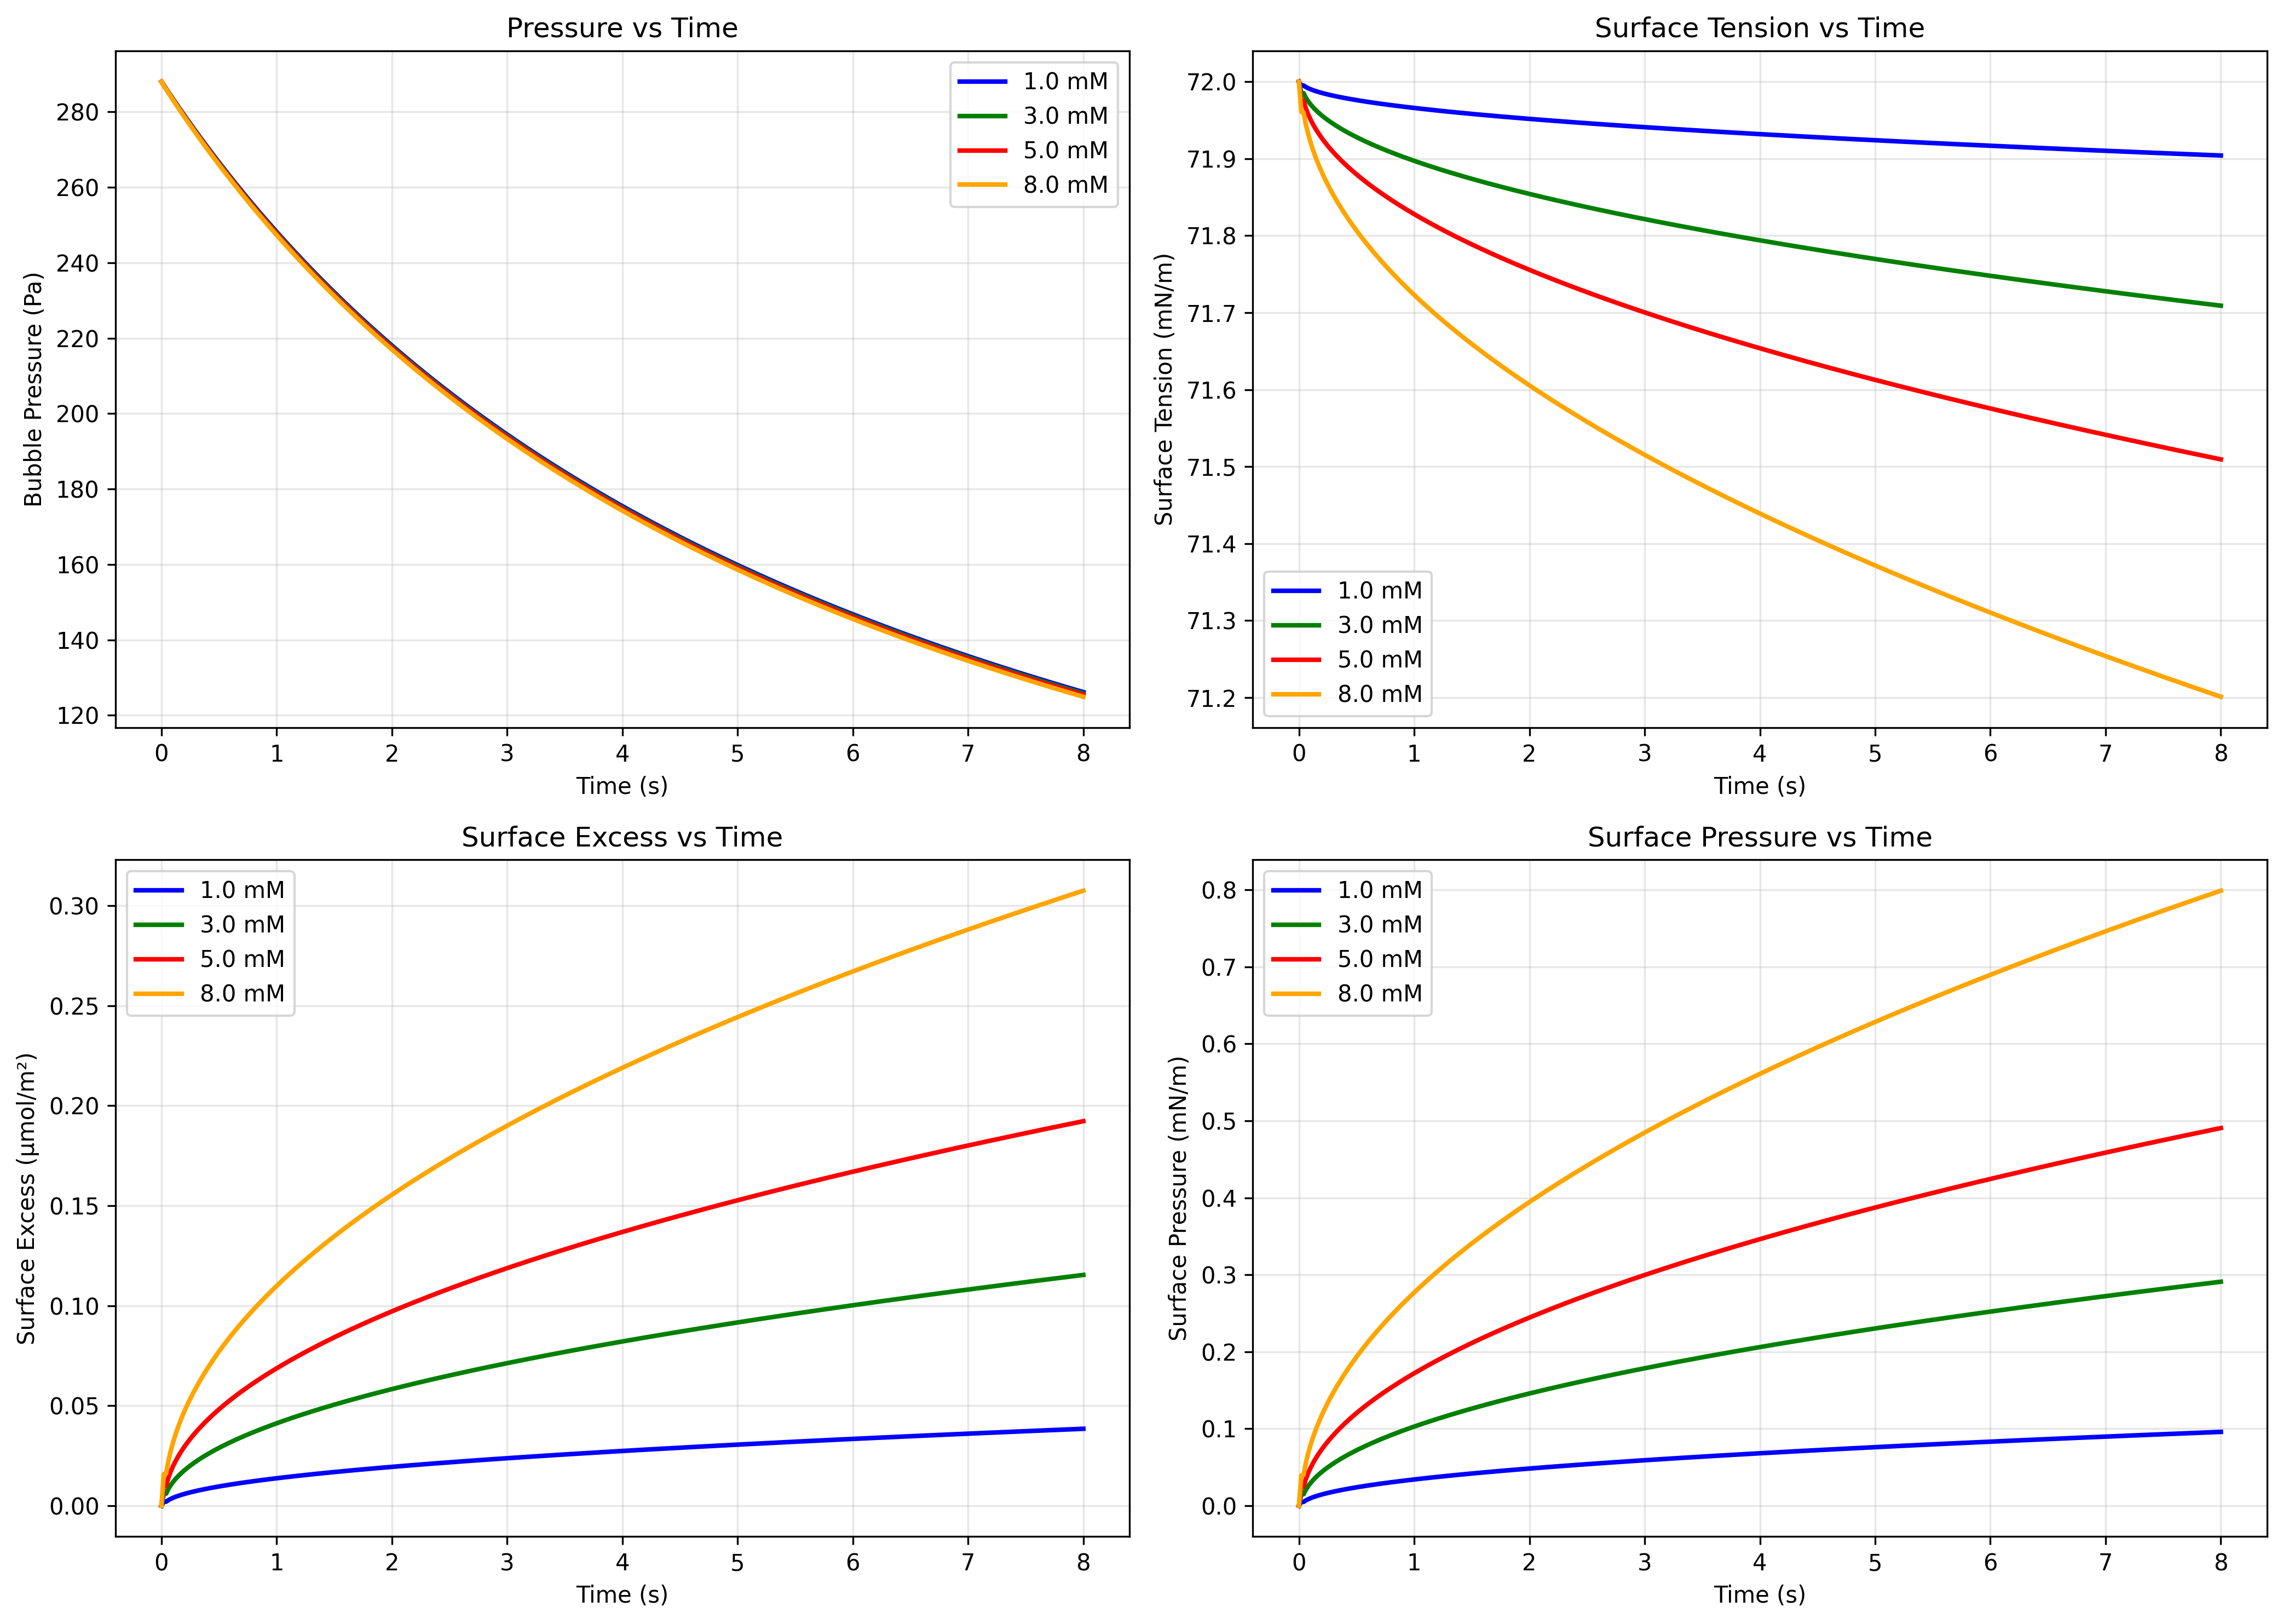 Pressure vs Time
Bubble Pressure (Pa)
280
260
240
220
200
180
160
140
120
1.0 mM
3.0 mM
5.0 mM
8.0 mM
0 1 2 3 4 5 6 7 8
Time (s)
Surface Tension vs Time
Surface Tension (mN/m)
72.0
71.9
71.8
71.7
71.6
71.5
71.4
71.3
71.2
1.0 mM
3.0 mM
5.0 mM
8.0 mM
0 1 2 3 4 5 6 7 8
Time (s)
Surface Excess vs Time
Surface Excess (μmol/m²)
0.30
0.25
0.20
0.15
0.10
0.05
0.00
1.0 mM
3.0 mM
5.0 mM
8.0 mM
0 1 2 3 4 5 6 7 8
Time (s)
Surface Pressure vs Time
Surface Pressure (mN/m)
0.8
0.7
0.6
0.5
0.4
0.3
0.2
0.1
0.0
1.0 mM
3.0 mM
5.0 mM
8.0 mM
0 1 2 3 4 5 6 7 8
Time (s)